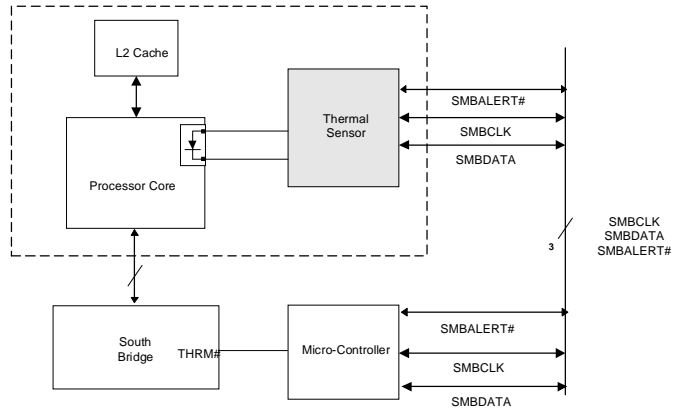 L2 Cache
Thermal
Sensor
SMBALERT#
SMBCLK
SMBDATA
Processor Core
3
SMBCLK
SMBDATA
SMBALERT#
South
Bridge
THRM#
Micro-Controller
SMBALERT#
SMBCLK
SMBDATA